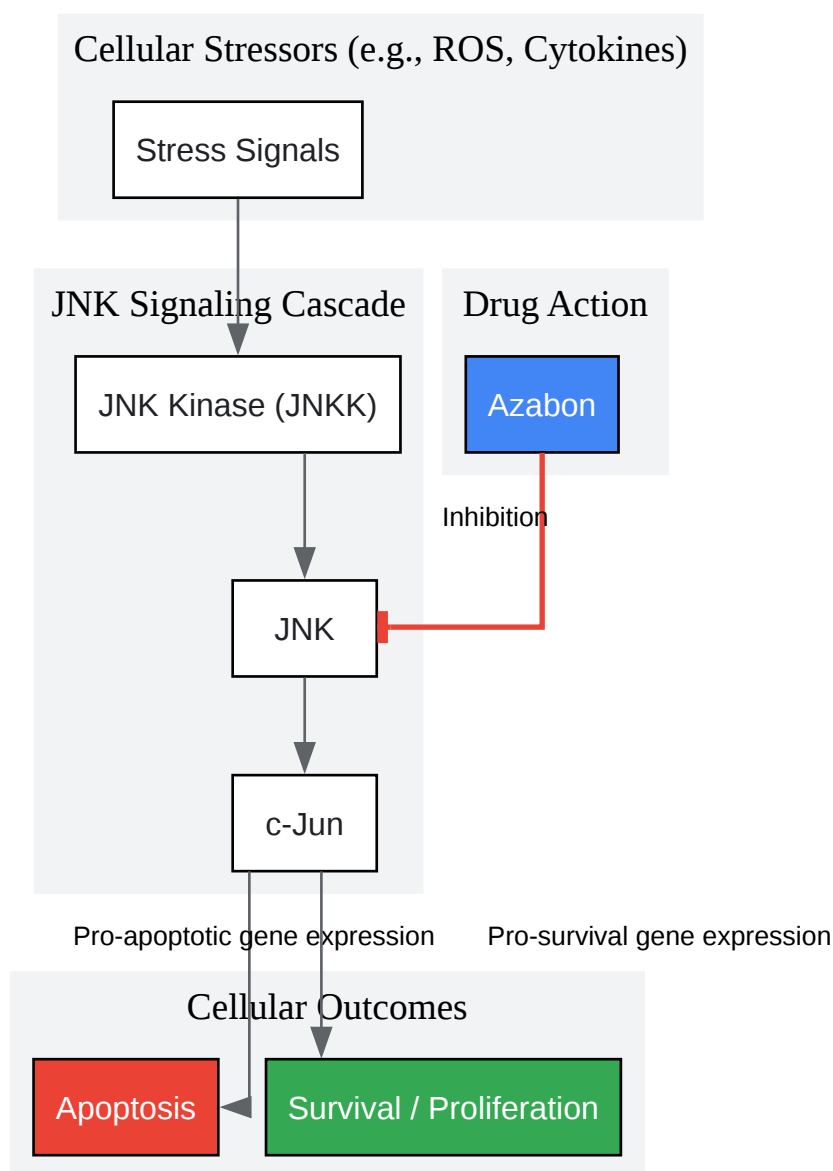 Cellular Stressors (e.g., ROS, Cytokines)
Stress Signals
JNK Signaling Cascade
Drug Action
JNK Kinase (JNKK)
Azabon
Inhibition
JNK
c-Jun
Pro-apoptotic gene expression
Pro-survival gene expression
Cellular Outcomes
Apoptosis
Survival / Proliferation